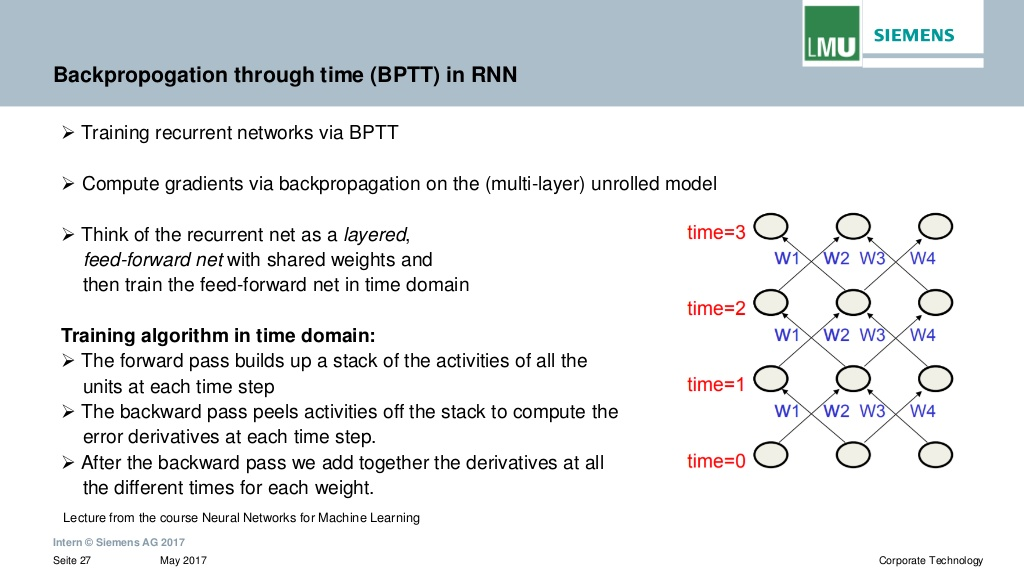 LMU
SIEMENS
Backpropogation through time (BPTT) in RNN
➢ Training recurrent networks via BPTT
➢ Compute gradients via backpropagation on the (multi-layer) unrolled model
➢ Think of the recurrent net as a layered,
feed-forward net with shared weights and
then train the feed-forward net in time domain
Training algorithm in time domain:
➢ The forward pass builds up a stack of the activities of all the
units at each time step
➢ The backward pass peels activities off the stack to compute the
error derivatives at each time step.
➢ After the backward pass we add together the derivatives at all
the different times for each weight.
time=3
W1 W2 W3 W4
time=2
W1 W2 W3 W4
time=1
W1 W2 W3 W4
time=0
Lecture from the course Neural Networks for Machine Learning
Intern © Siemens AG 2017
Seite 27 May 2017 Corporate Technology